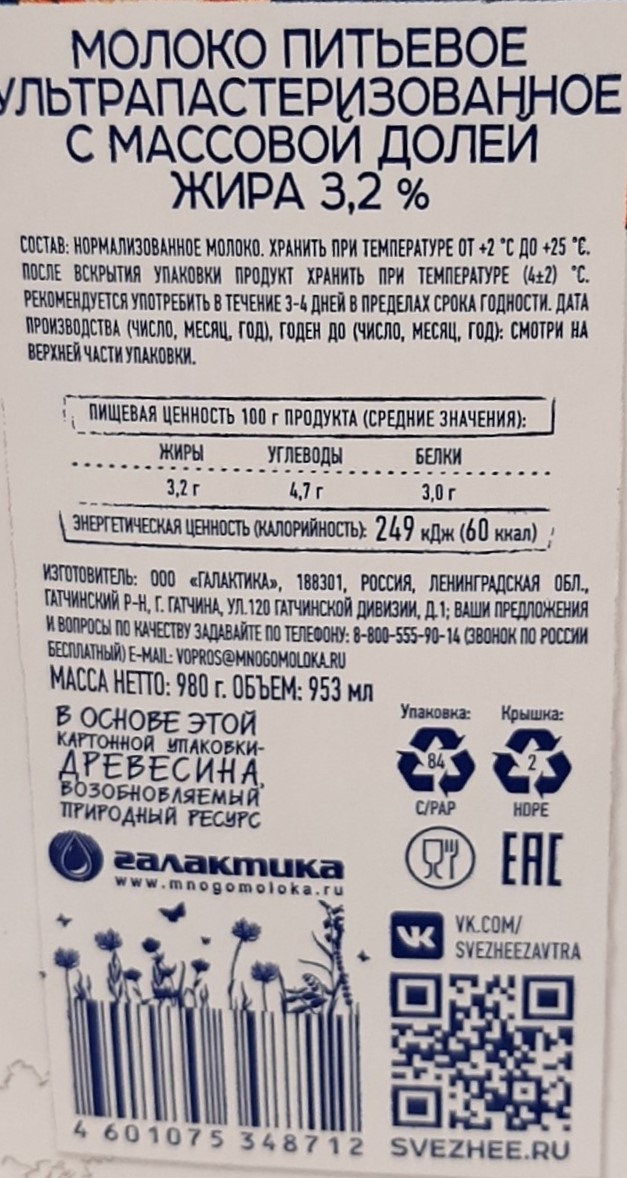 МОЛОКО ПИТЬЕВОЕ
УЛЬТРАПАСТЕРИЗОВАННОЕ
С МАССОВОЙ ДОЛЕЙ
ЖИРА 3,2 %
СОСТАВ: НОРМАЛИЗОВАННОЕ МОЛОКО. ХРАНИТЬ ПРИ ТЕМПЕРАТУРЕ ОТ +2 °С ДО +25 °С.
ПОСЛЕ ВСКРЫТИЯ УПАКОВКИ ПРОДУКТ ХРАНИТЬ ПРИ ТЕМПЕРАТУРЕ (4±2) °С.
РЕКОМЕНДУЕТСЯ УПОТРЕБИТЬ В ТЕЧЕНИЕ 3-4 ДНЕЙ В ПРЕДЕЛАХ СРОКА ГОДНОСТИ. ДАТА
ПРОИЗВОДСТВА (ЧИСЛО, МЕСЯЦ, ГОД), ГОДЕН ДО (ЧИСЛО, МЕСЯЦ, ГОД): СМОТРИ НА
ВЕРХНЕЙ ЧАСТИ УПАКОВКИ.
ПИЩЕВАЯ ЦЕННОСТЬ 100 г ПРОДУКТА (СРЕДНИЕ ЗНАЧЕНИЯ):
ЖИРЫ УГЛЕВОДЫ БЕЛКИ
3,2 г 4,7 г 3,0 г
ЭНЕРГЕТИЧЕСКАЯ ЦЕННОСТЬ (КАЛОРИЙНОСТЬ): 249 кДж (60 ккал)
ИЗГОТОВИТЕЛЬ: ООО «ГАЛАКТИКА», 188301, РОССИЯ, ЛЕНИНГРАДСКАЯ ОБЛ.,
ГАТЧИНСКИЙ Р-Н, Г. ГАТЧИНА, УЛ.120 ГАТЧИНСКОЙ ДИВИЗИИ, Д.1; ВАШИ ПРЕДЛОЖЕНИЯ
И ВОПРОСЫ ПО КАЧЕСТВУ ЗАДАВАЙТЕ ПО ТЕЛЕФОНУ: 8-800-555-90-14 (ЗВОНОК ПО РОССИИ
БЕСПЛАТНЫЙ) E-MAIL: VOPROS@MNOGOMOLOKA.RU
МАССА НЕТТО: 980 г. ОБЪЕМ: 953 мл
В ОСНОВЕ ЭТОЙ
КАРТОННОЙ УПАКОВКИ-
ДРЕВЕСИНА,
ВОЗОБНОВЛЯЕМЫЙ
ПРИРОДНЫЙ РЕСУРС
Упаковка: Крышка:
84 2
C/PAP HDPE
галактика
www.mnogomoloka.ru
EAC
VK.COM/
SVEZHEEZAVTRA
4 601075 348712
SVEZHEE.RU